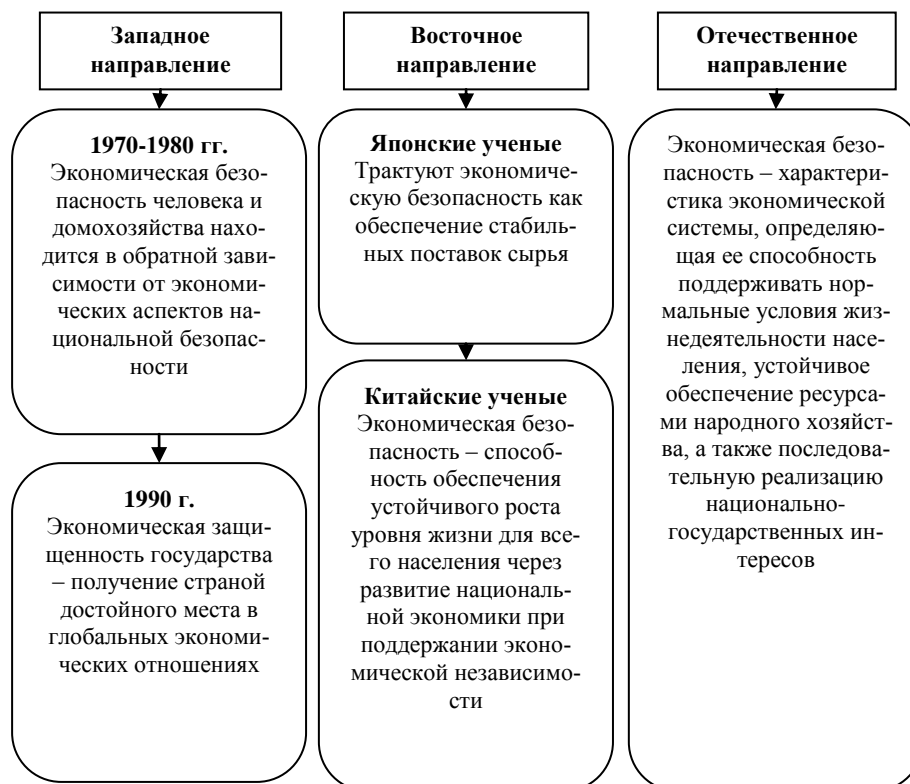 Западное
направление
1970-1980 гг.
Экономическая безо-
пасность человека и
домохозяйства нахо-
дится в обратной зави-
симости от экономи-
ческих аспектов на-
циональной безопас-
ности
1990 г.
Экономическая защи-
щенность государства
– получение страной
достойного места в
глобальных экономи-
ческих отношениях
Восточное
направление
Японские ученые
Трактуют экономиче-
скую безопасность как
обеспечение стабиль-
ных поставок сырья
Китайские ученые
Экономическая безо-
пасность – способ-
ность обеспечения
устойчивого роста
уровня жизни для все-
го населения через
развитие националь-
ной экономики при
поддержании эконо-
мической независимо-
сти
Отечественное
направление
Экономическая безо-
пасность – характери-
стика экономической
системы, определяю-
щая ее способность
поддерживать нор-
мальные условия жиз-
недеятельности насе-
ления, устойчивое
обеспечение ресурса-
ми народного хозяйст-
ва, а также последова-
тельную реализацию
национально-
государственных ин-
тересов